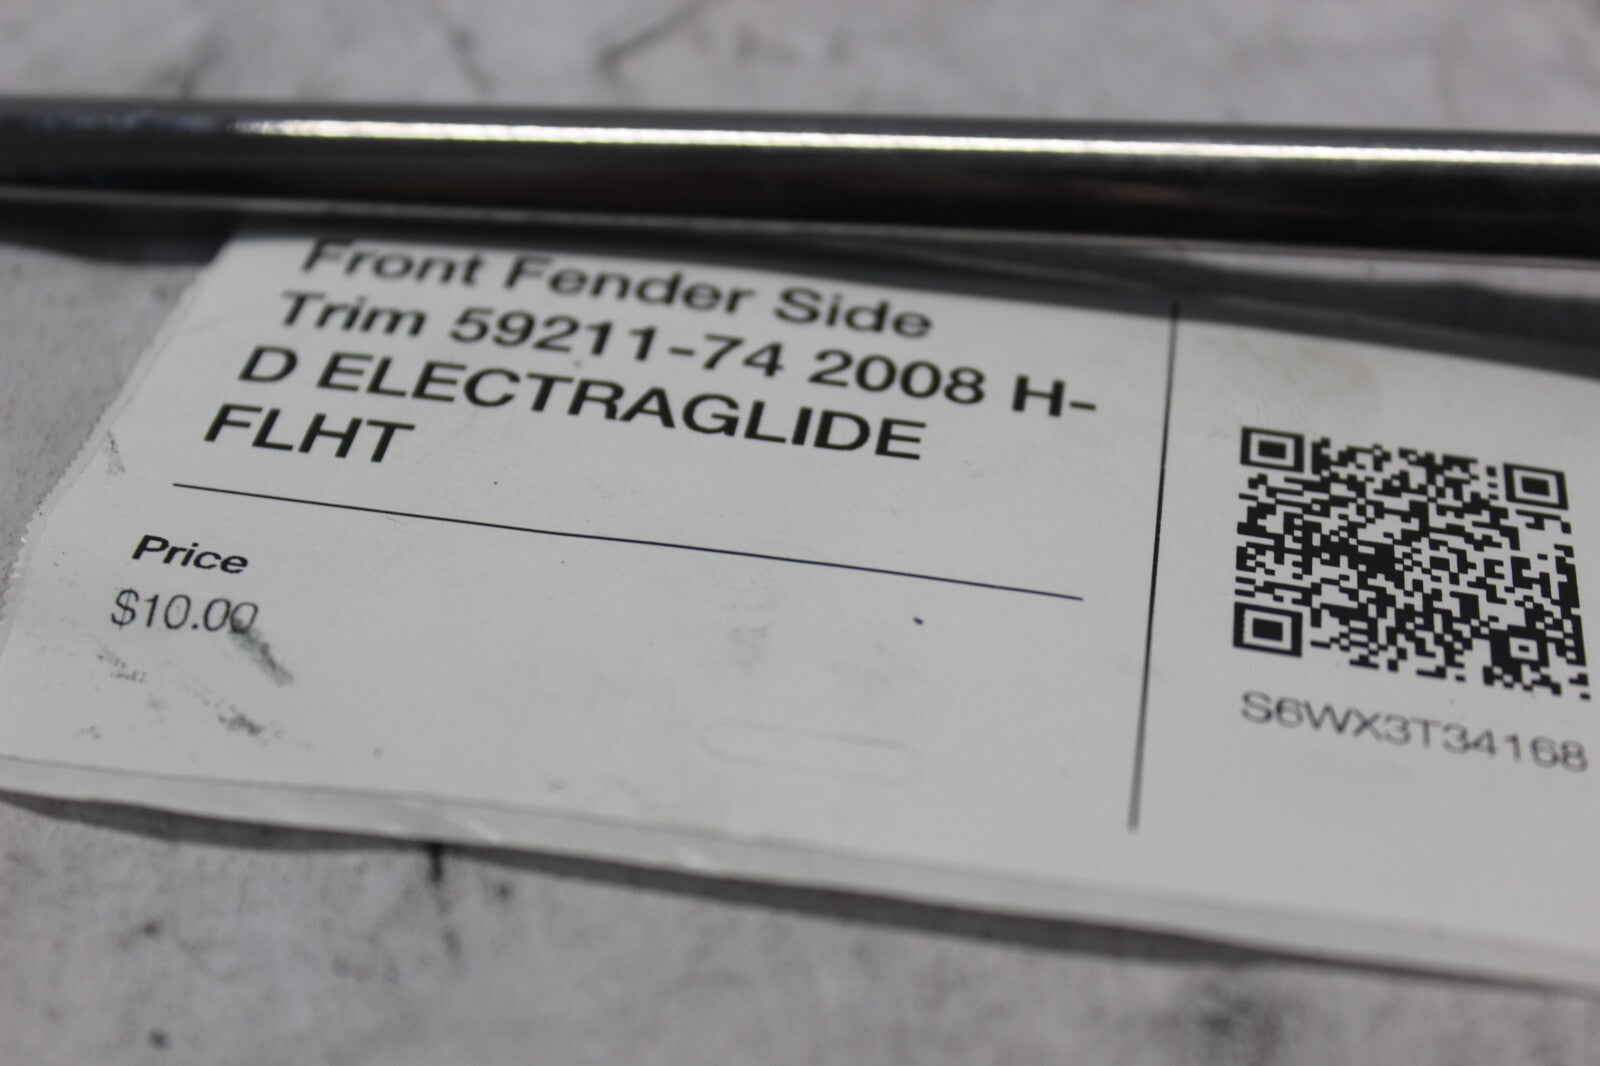 Front Fender Side
Trim 59211-74 2008 H-
D ELECTRAGLIDE
FLHT
Price
$10.00
S6WX3T34168